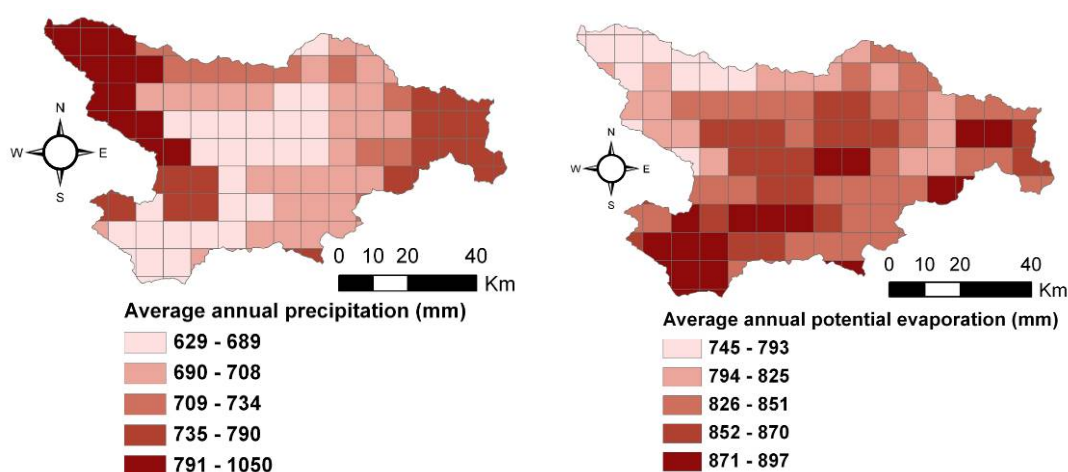 N
W E
S
0 10 20 40
Km
Average annual precipitation (mm)
629 - 689
690 - 708
709 - 734
735 - 790
791 - 1050
N
W E
S
0 10 20 40
Km
Average annual potential evaporation (mm)
745 - 793
794 - 825
826 - 851
852 - 870
871 - 897